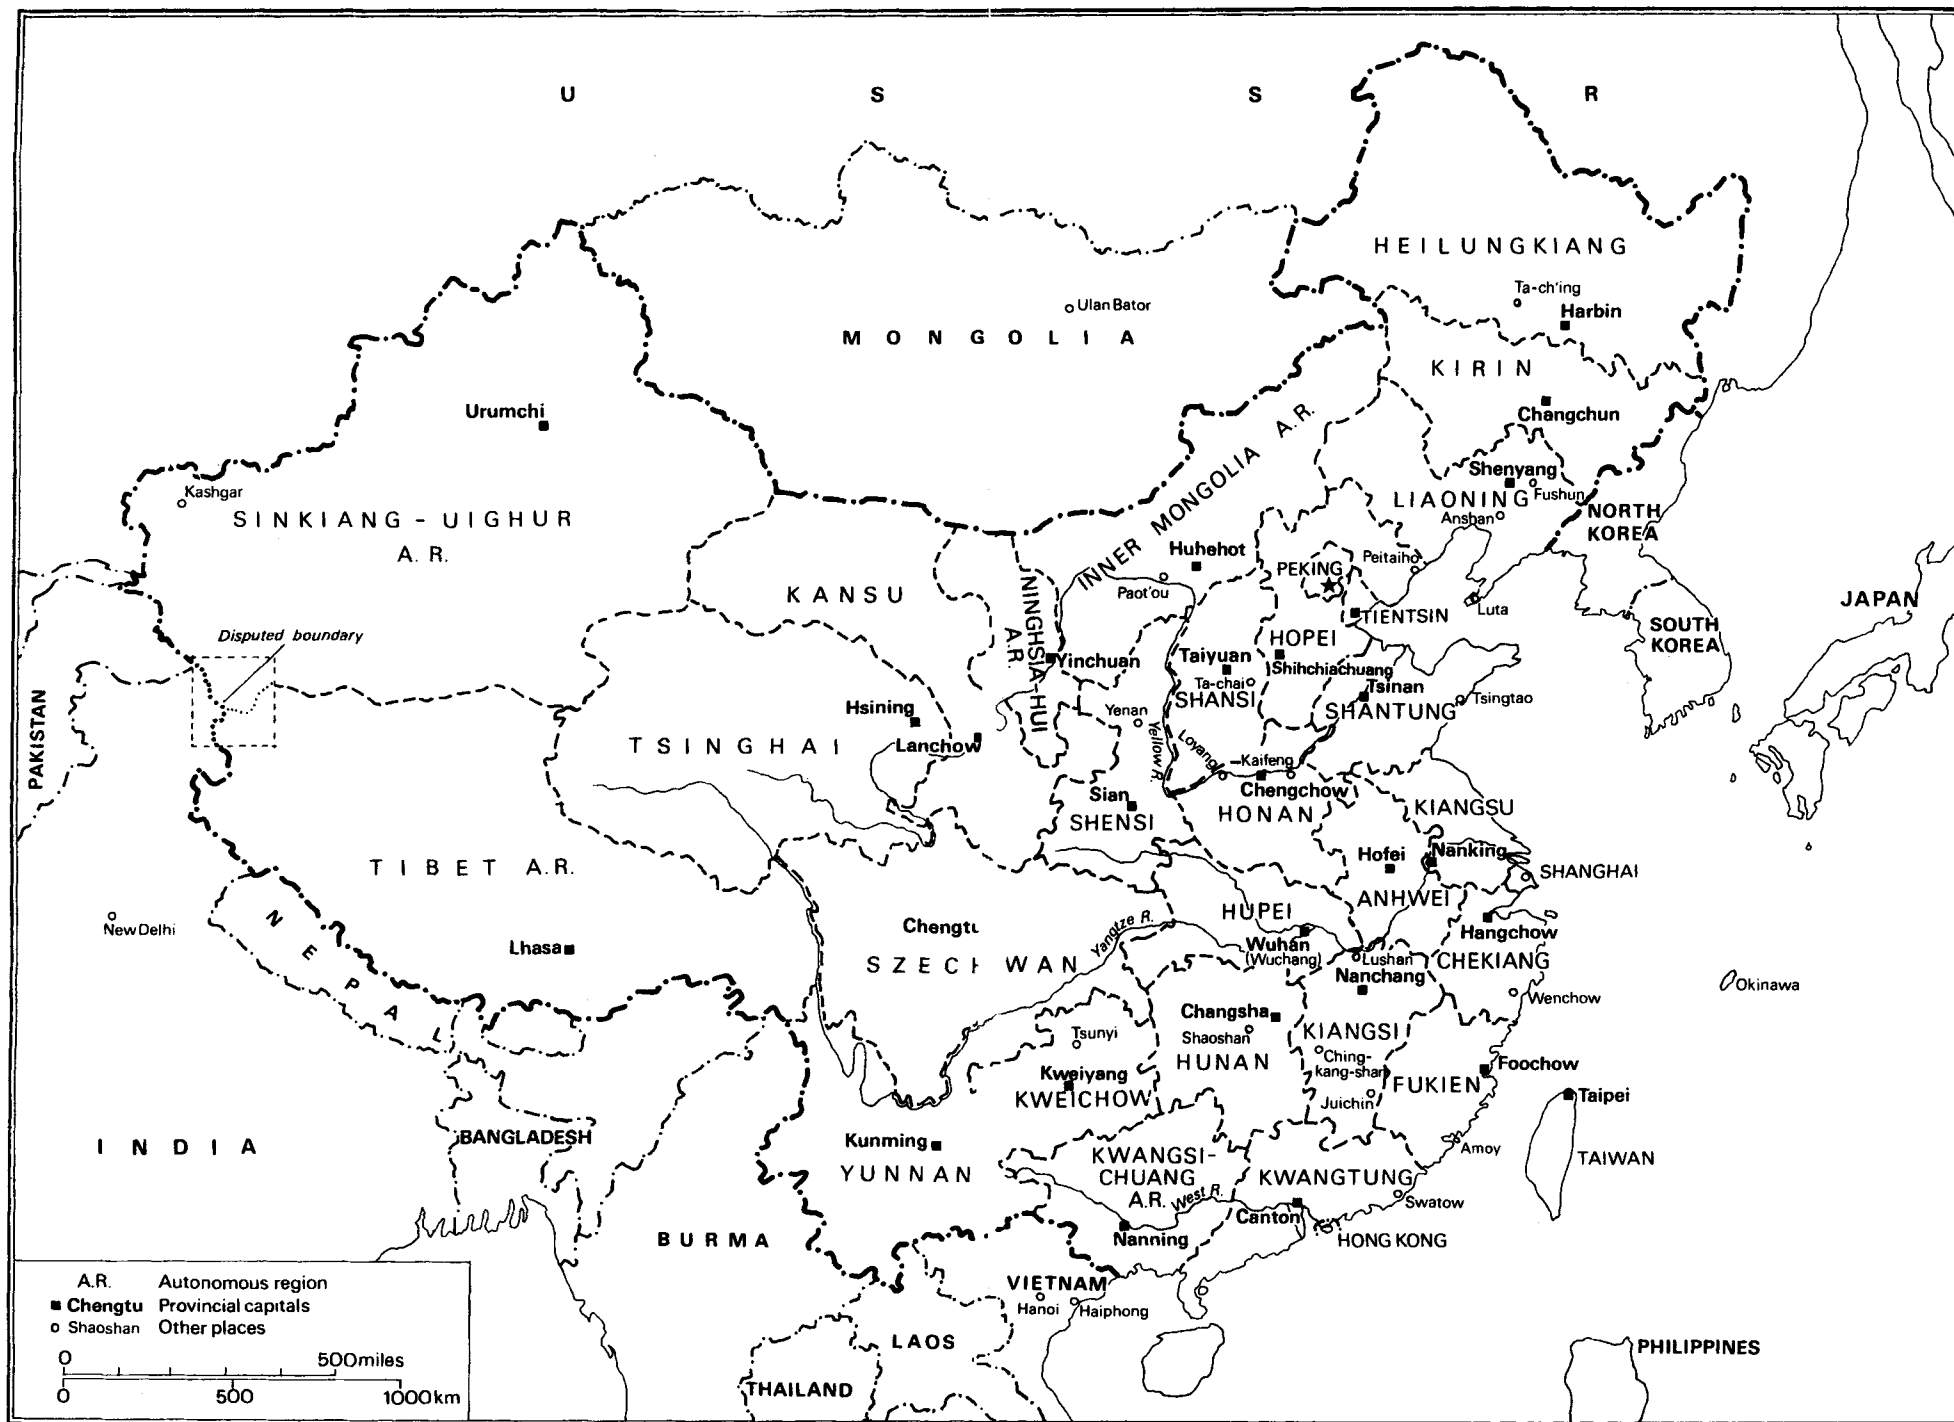 U S S R
HEILUNGKIANG
Ta-ch'ing
Harbin
Ulan Bator
MONGOLIA
KIRIN
Changchun
Urumchi
INNER MONGOLIA A.R.
Shenyang
Fushun
LIAONING
Anshan
NORTH
KOREA
Kashgar
SINKIANG-UIGHUR
A.R.
Huhehot
PEKING
Peitaiho
Paot'ou
KANSU
NINGHSIA-HUI
A.R.
Luta
TIENTSIN
JAPAN
SOUTH
KOREA
Disputed boundary
HOPEI
Yinchuan
Taiyuan
Shihchiachuang
Ta-chai
SHANSI
Tsinan
SHANTUNG
Tsingtao
PAKISTAN
Hsining
Lanchow
TSINGHAI
Yenan
Yellow R.
Loyang
Kaifeng
Chengchow
HONAN
KIANGSU
Sian
SHENSI
Hofei
Nanking
SHANGHAI
ANHWEI
TIBET A.R.
NEPAL
New Delhi
Lhasa
Chengtu
SZECHWAN
Yangtze R.
HUPEI
Wuhan
(Wuchang)
Lushan
Nanchang
Hangchow
CHEKIANG
Wenchow
Okinawa
Changsha
Shaoshan
HUNAN
KIANGSI
Ching-
kang-shan
Juichin
Tsunyi
Kweiyang
KWEICHOW
FUKIEN
Foochow
Taipei
TAIWAN
Amoy
INDIA
BANGLADESH
Kunming
YUNNAN
KWANGSI-
CHUANG
A.R.
West R.
KWANGTUNG
Swatow
Canton
HONG KONG
Nanning
BURMA
VIETNAM
Hanoi
Haiphong
LAOS
THAILAND
PHILIPPINES
A.R. Autonomous region
Chengtu Provincial capitals
Shaoshan Other places
0 500 miles
0 500 1000 km